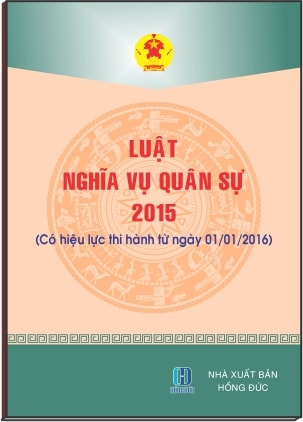 LUẬT
NGHĨA VỤ QUÂN SỰ
2015
(Có hiệu lực thi hành từ ngày 01/01/2016)
NHÀ XUẤT BẢN
HỒNG ĐỨC